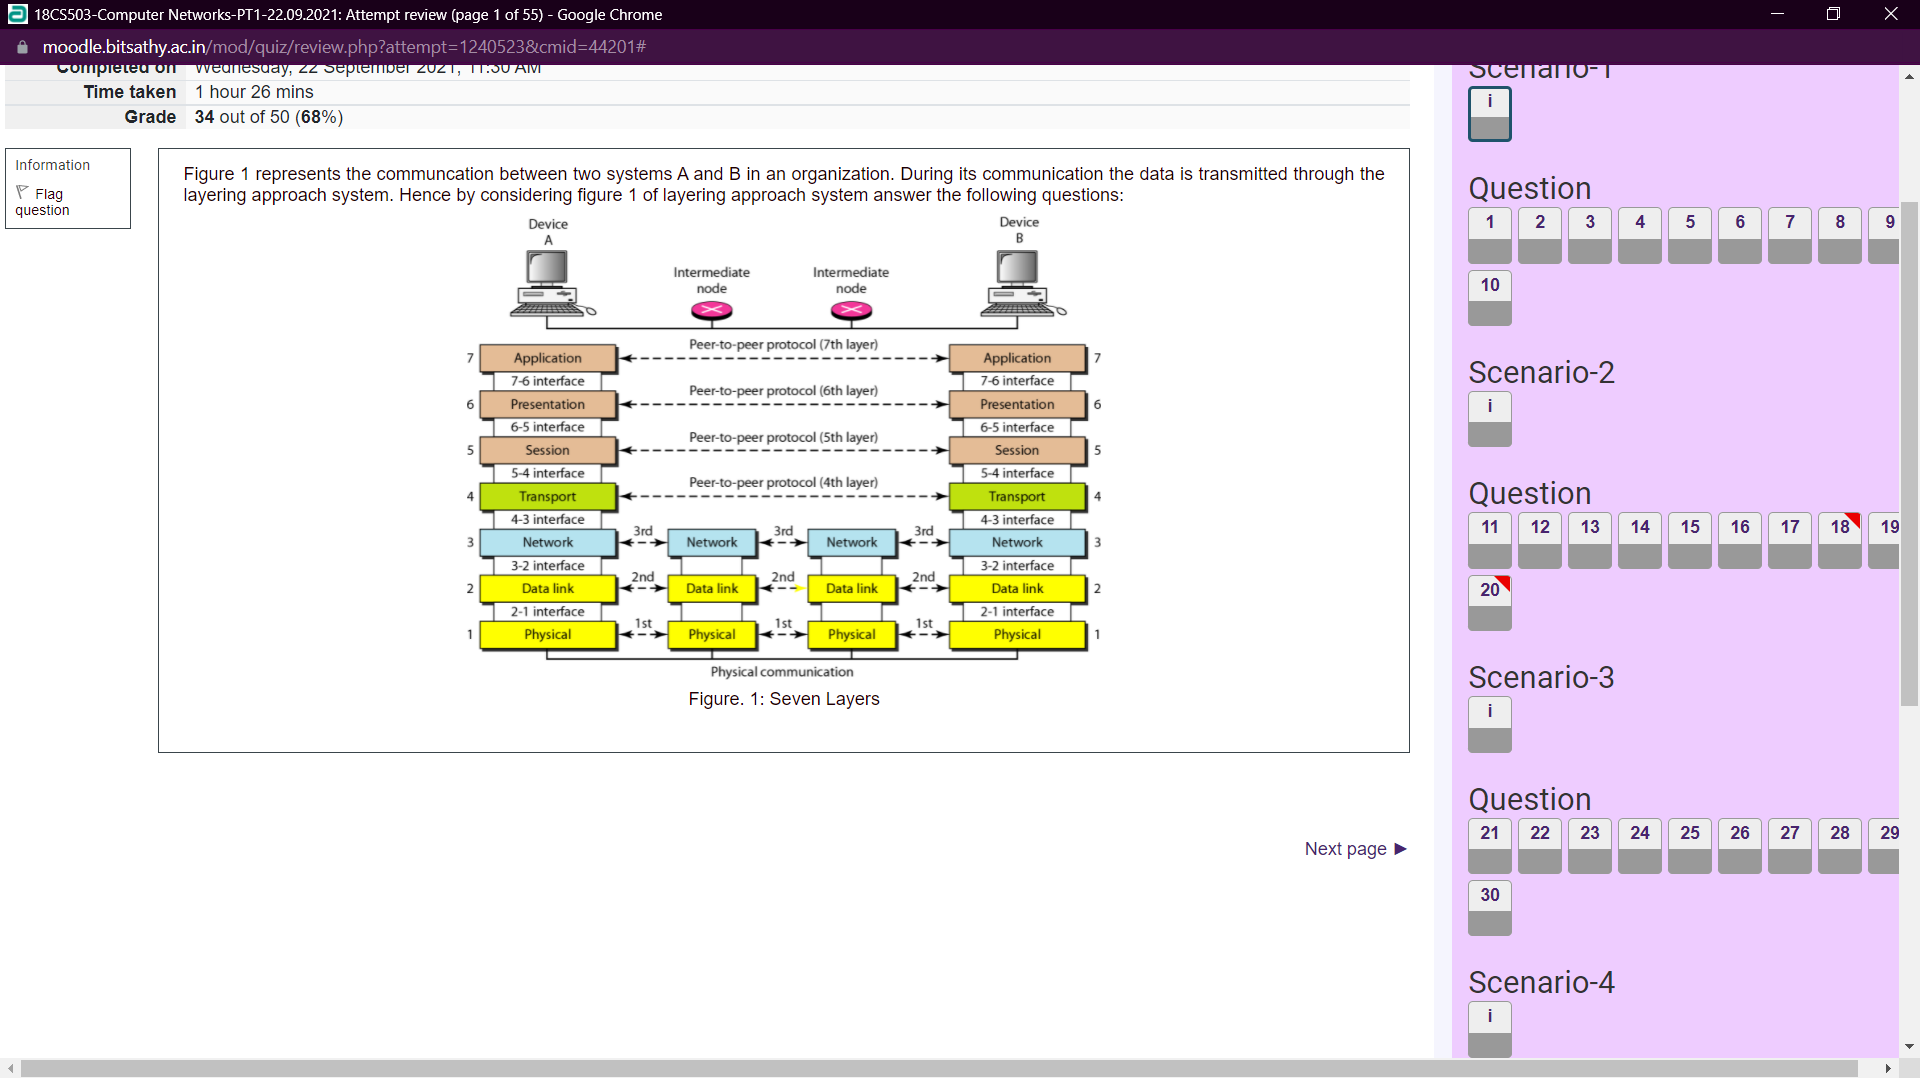 18CS503-Computer Networks-PT1-22.09.2021: Attempt review (page 1 of 55) - Google Chrome
moodle.bitsathy.ac.in/mod/quiz/review.php?attempt=1240523&cmid=44201#
Completed on Wednesday, 22 September 2021, 11:30 AM
Time taken 1 hour 26 mins
Grade 34 out of 50 (68%)
Information
Flag
question
Figure 1 represents the communcation between two systems A and B in an organization. During its communication the data is transmitted through the
layering approach system. Hence by considering figure 1 of layering approach system answer the following questions:
Device
A
Device
B
Intermediate
node
Intermediate
node
7 Application Peer-to-peer protocol (7th layer) Application 7
7-6 interface 7-6 interface
6 Presentation Peer-to-peer protocol (6th layer) Presentation 6
6-5 interface 6-5 interface
5 Session Peer-to-peer protocol (5th layer) Session 5
5-4 interface 5-4 interface
4 Transport Peer-to-peer protocol (4th layer) Transport 4
4-3 interface 4-3 interface
3 Network 3rd Network 3rd Network 3rd Network 3
3-2 interface 3-2 interface
2 Data link 2nd Data link 2nd Data link 2nd Data link 2
2-1 interface 2-1 interface
1 Physical 1st Physical 1st Physical 1st Physical 1
Physical communication
Figure. 1: Seven Layers
Next page
Scenario-1
i
Question
1 2 3 4 5 6 7 8 9
10
Scenario-2
i
Question
11 12 13 14 15 16 17 18 19
20
Scenario-3
i
Question
21 22 23 24 25 26 27 28 29
30
Scenario-4
i